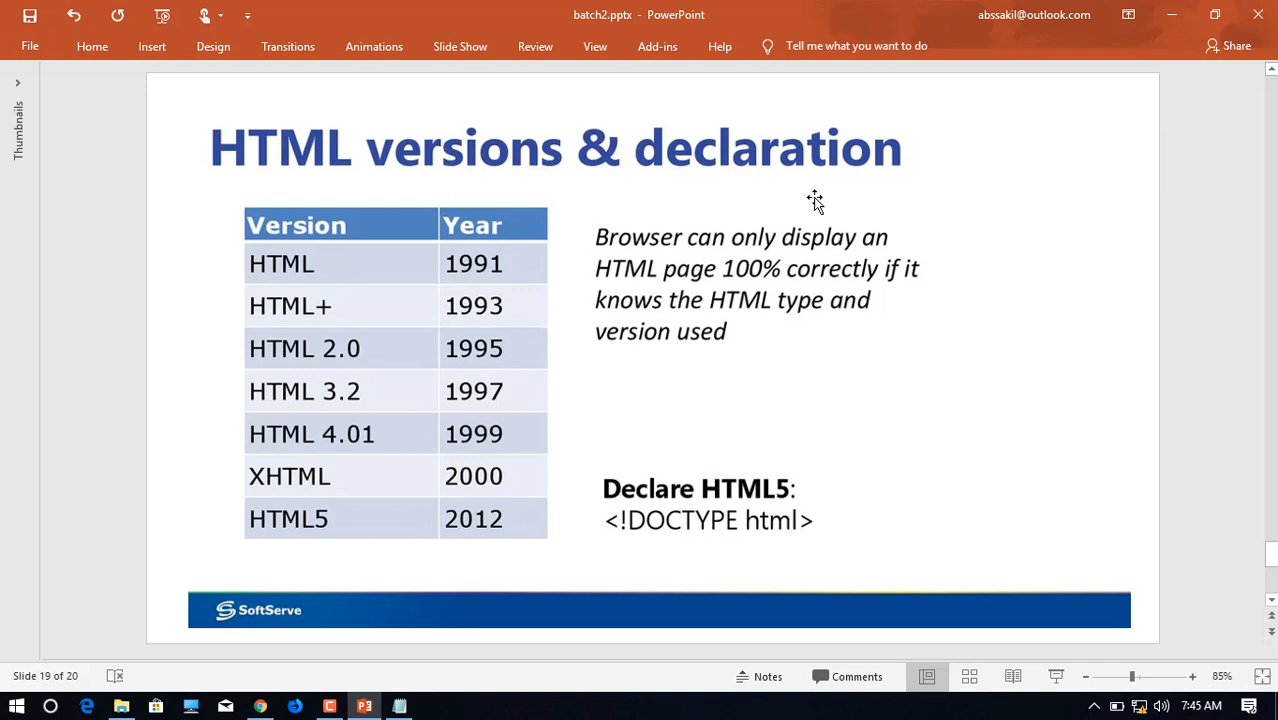 batch2.pptx - PowerPoint
abssakil@outlook.com
File Home Insert Design Transitions Animations Slide Show Review View Add-ins Help Tell me what you want to do Share
Thumbnails
HTML versions & declaration
Version Year
HTML 1991
HTML+ 1993
HTML 2.0 1995
HTML 3.2 1997
HTML 4.01 1999
XHTML 2000
HTML5 2012
Browser can only display an
HTML page 100% correctly if it
knows the HTML type and
version used
Declare HTML5:
<!DOCTYPE html>
SoftServe
Slide 19 of 20
Notes
Comments
85%
7:45 AM